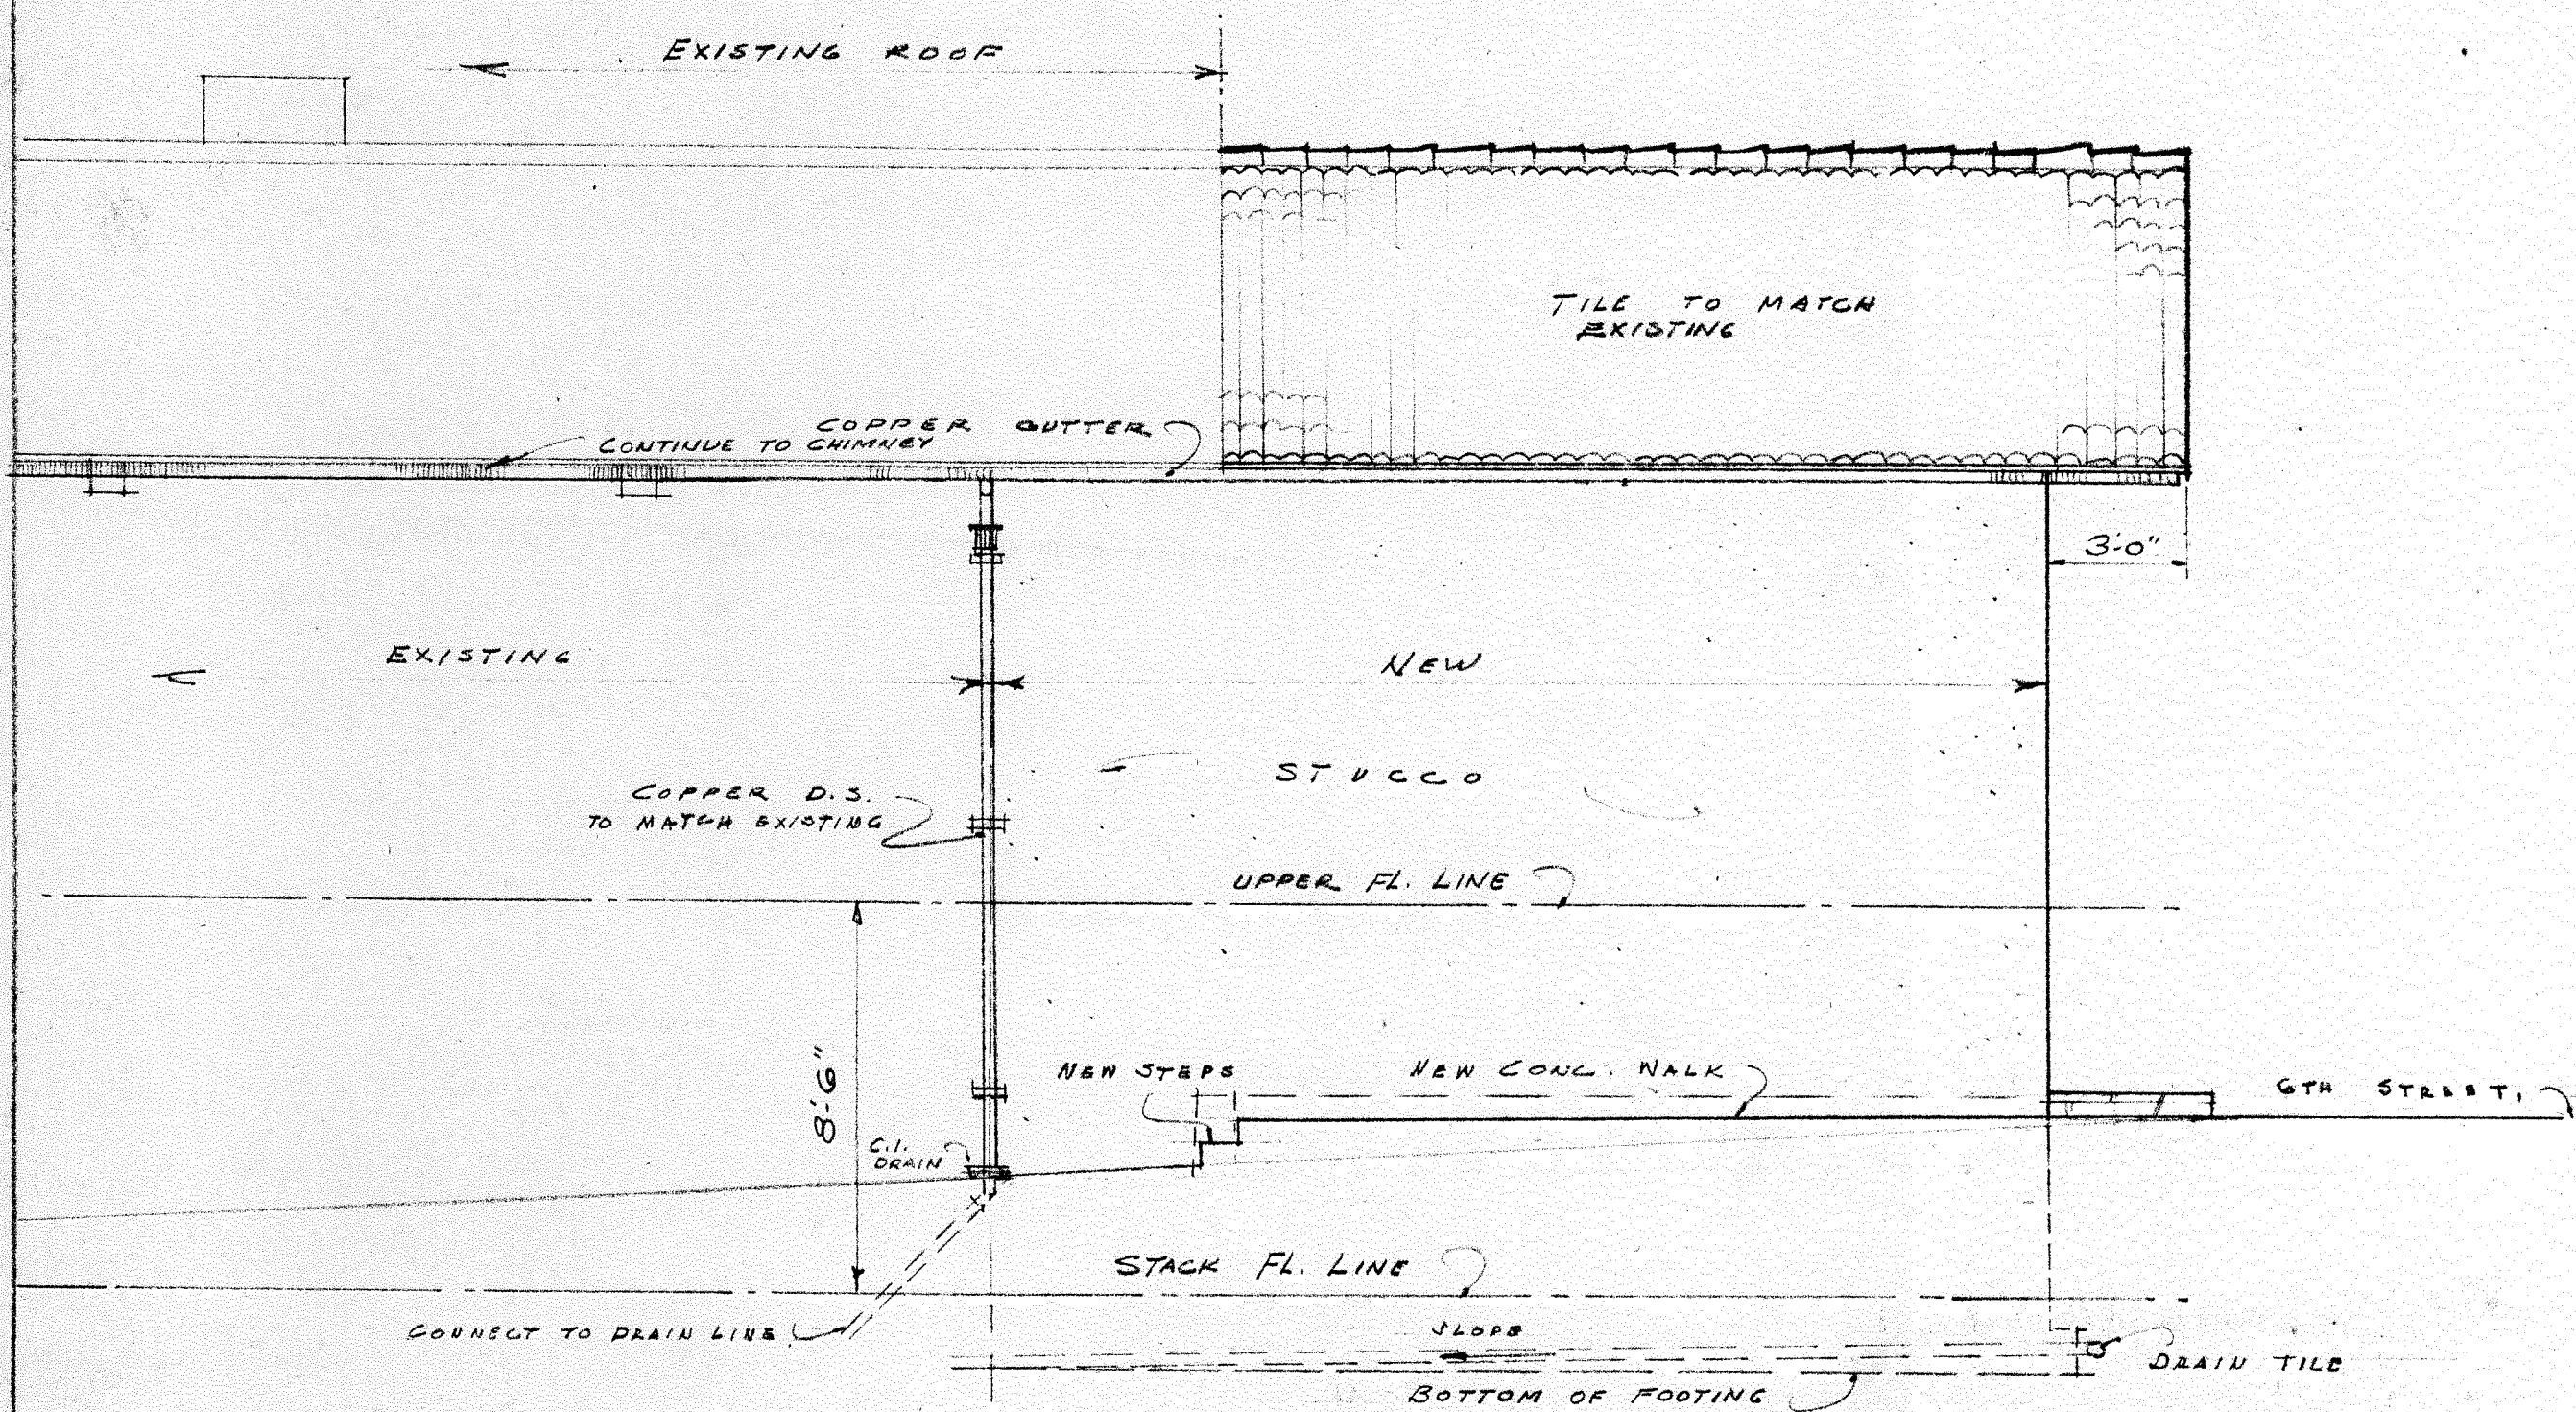 EXISTING ROOF
TILE TO MATCH
EXISTING
COPPER GUTTER
CONTINUE TO CHIMNEY
3'-0"
EXISTING
NEW
STUCCO
COPPER D.S.
TO MATCH EXISTING
UPPER FL. LINE
8'-6"
NEW STEPS
NEW CONC. WALK
6TH STREET,
C.I.
DRAIN
STACK FL. LINE
CONNECT TO DRAIN LINE
SLOPE
DRAIN TILE
BOTTOM OF FOOTING